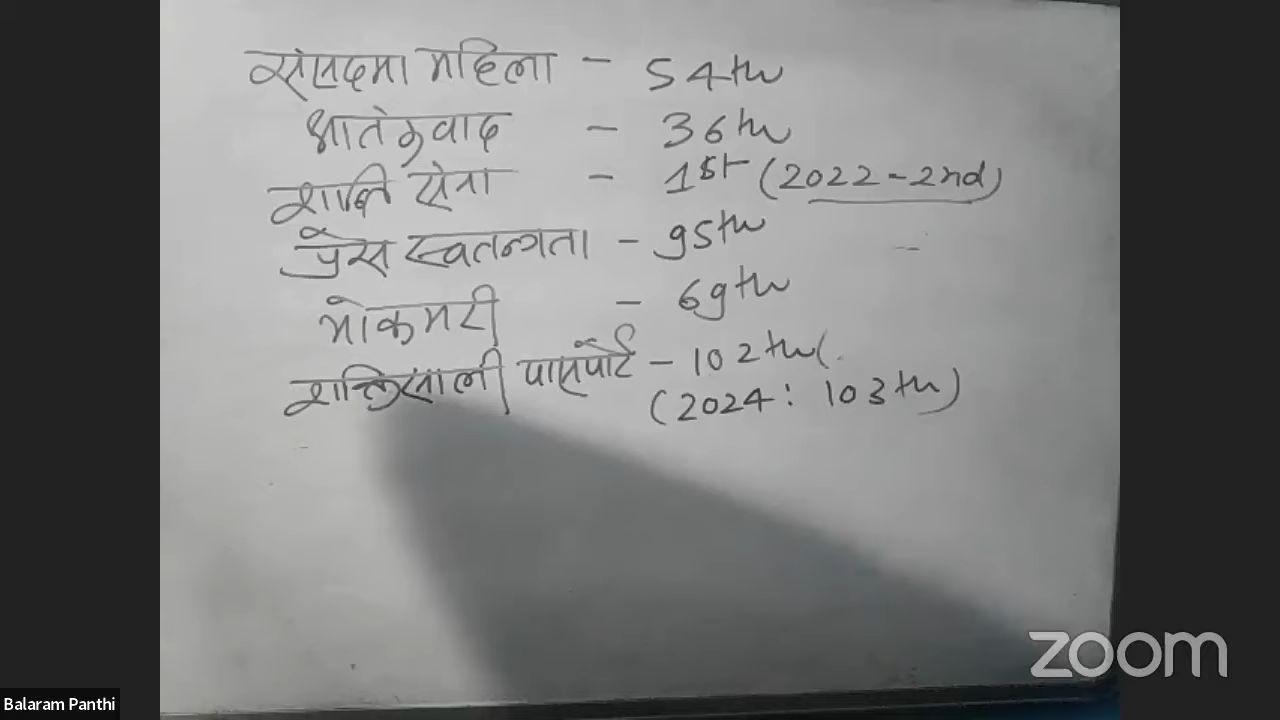 संसदमा महिला - 54th
आतंकवाद - 36th
शान्ति सेना - 1st (2022-2nd)
प्रेस स्वतन्त्रता - 95th
भोकमरी - 69th
शक्तिसाली पासपोर्ट - 102th(
(2024: 103th)
zoom
Balaram Panthi